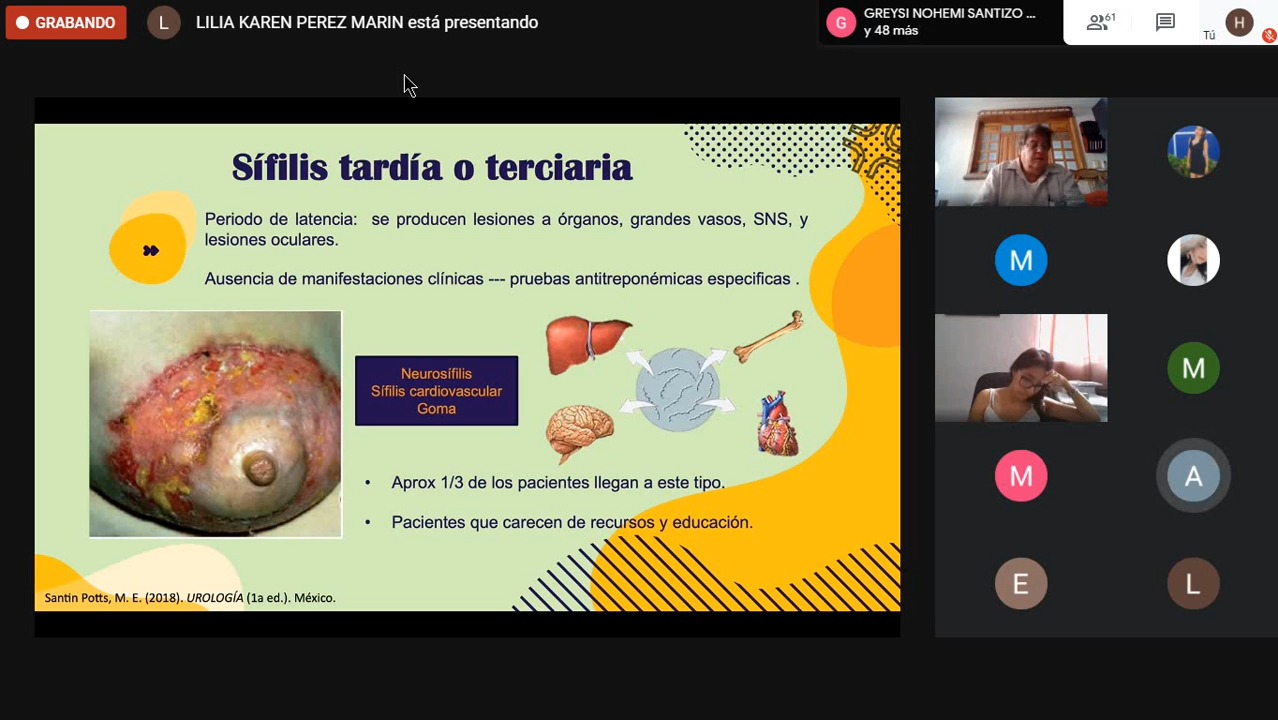 GRABANDO
L
LILIA KAREN PEREZ MARIN está presentando
G
GREYSI NOHEMI SANTIZO ...
y 48 más
61
Tú
H
Sífilis tardía o terciaria
Periodo de latencia: se producen lesiones a órganos, grandes vasos, SNS, y
lesiones oculares.
Ausencia de manifestaciones clínicas --- pruebas antitreponémicas especificas .
Neurosífilis
Sífilis cardiovascular
Goma
• Aprox 1/3 de los pacientes llegan a este tipo.
• Pacientes que carecen de recursos y educación.
Santin Potts, M. E. (2018). UROLOGÍA (1a ed.). México.
M
M
M
A
E
L